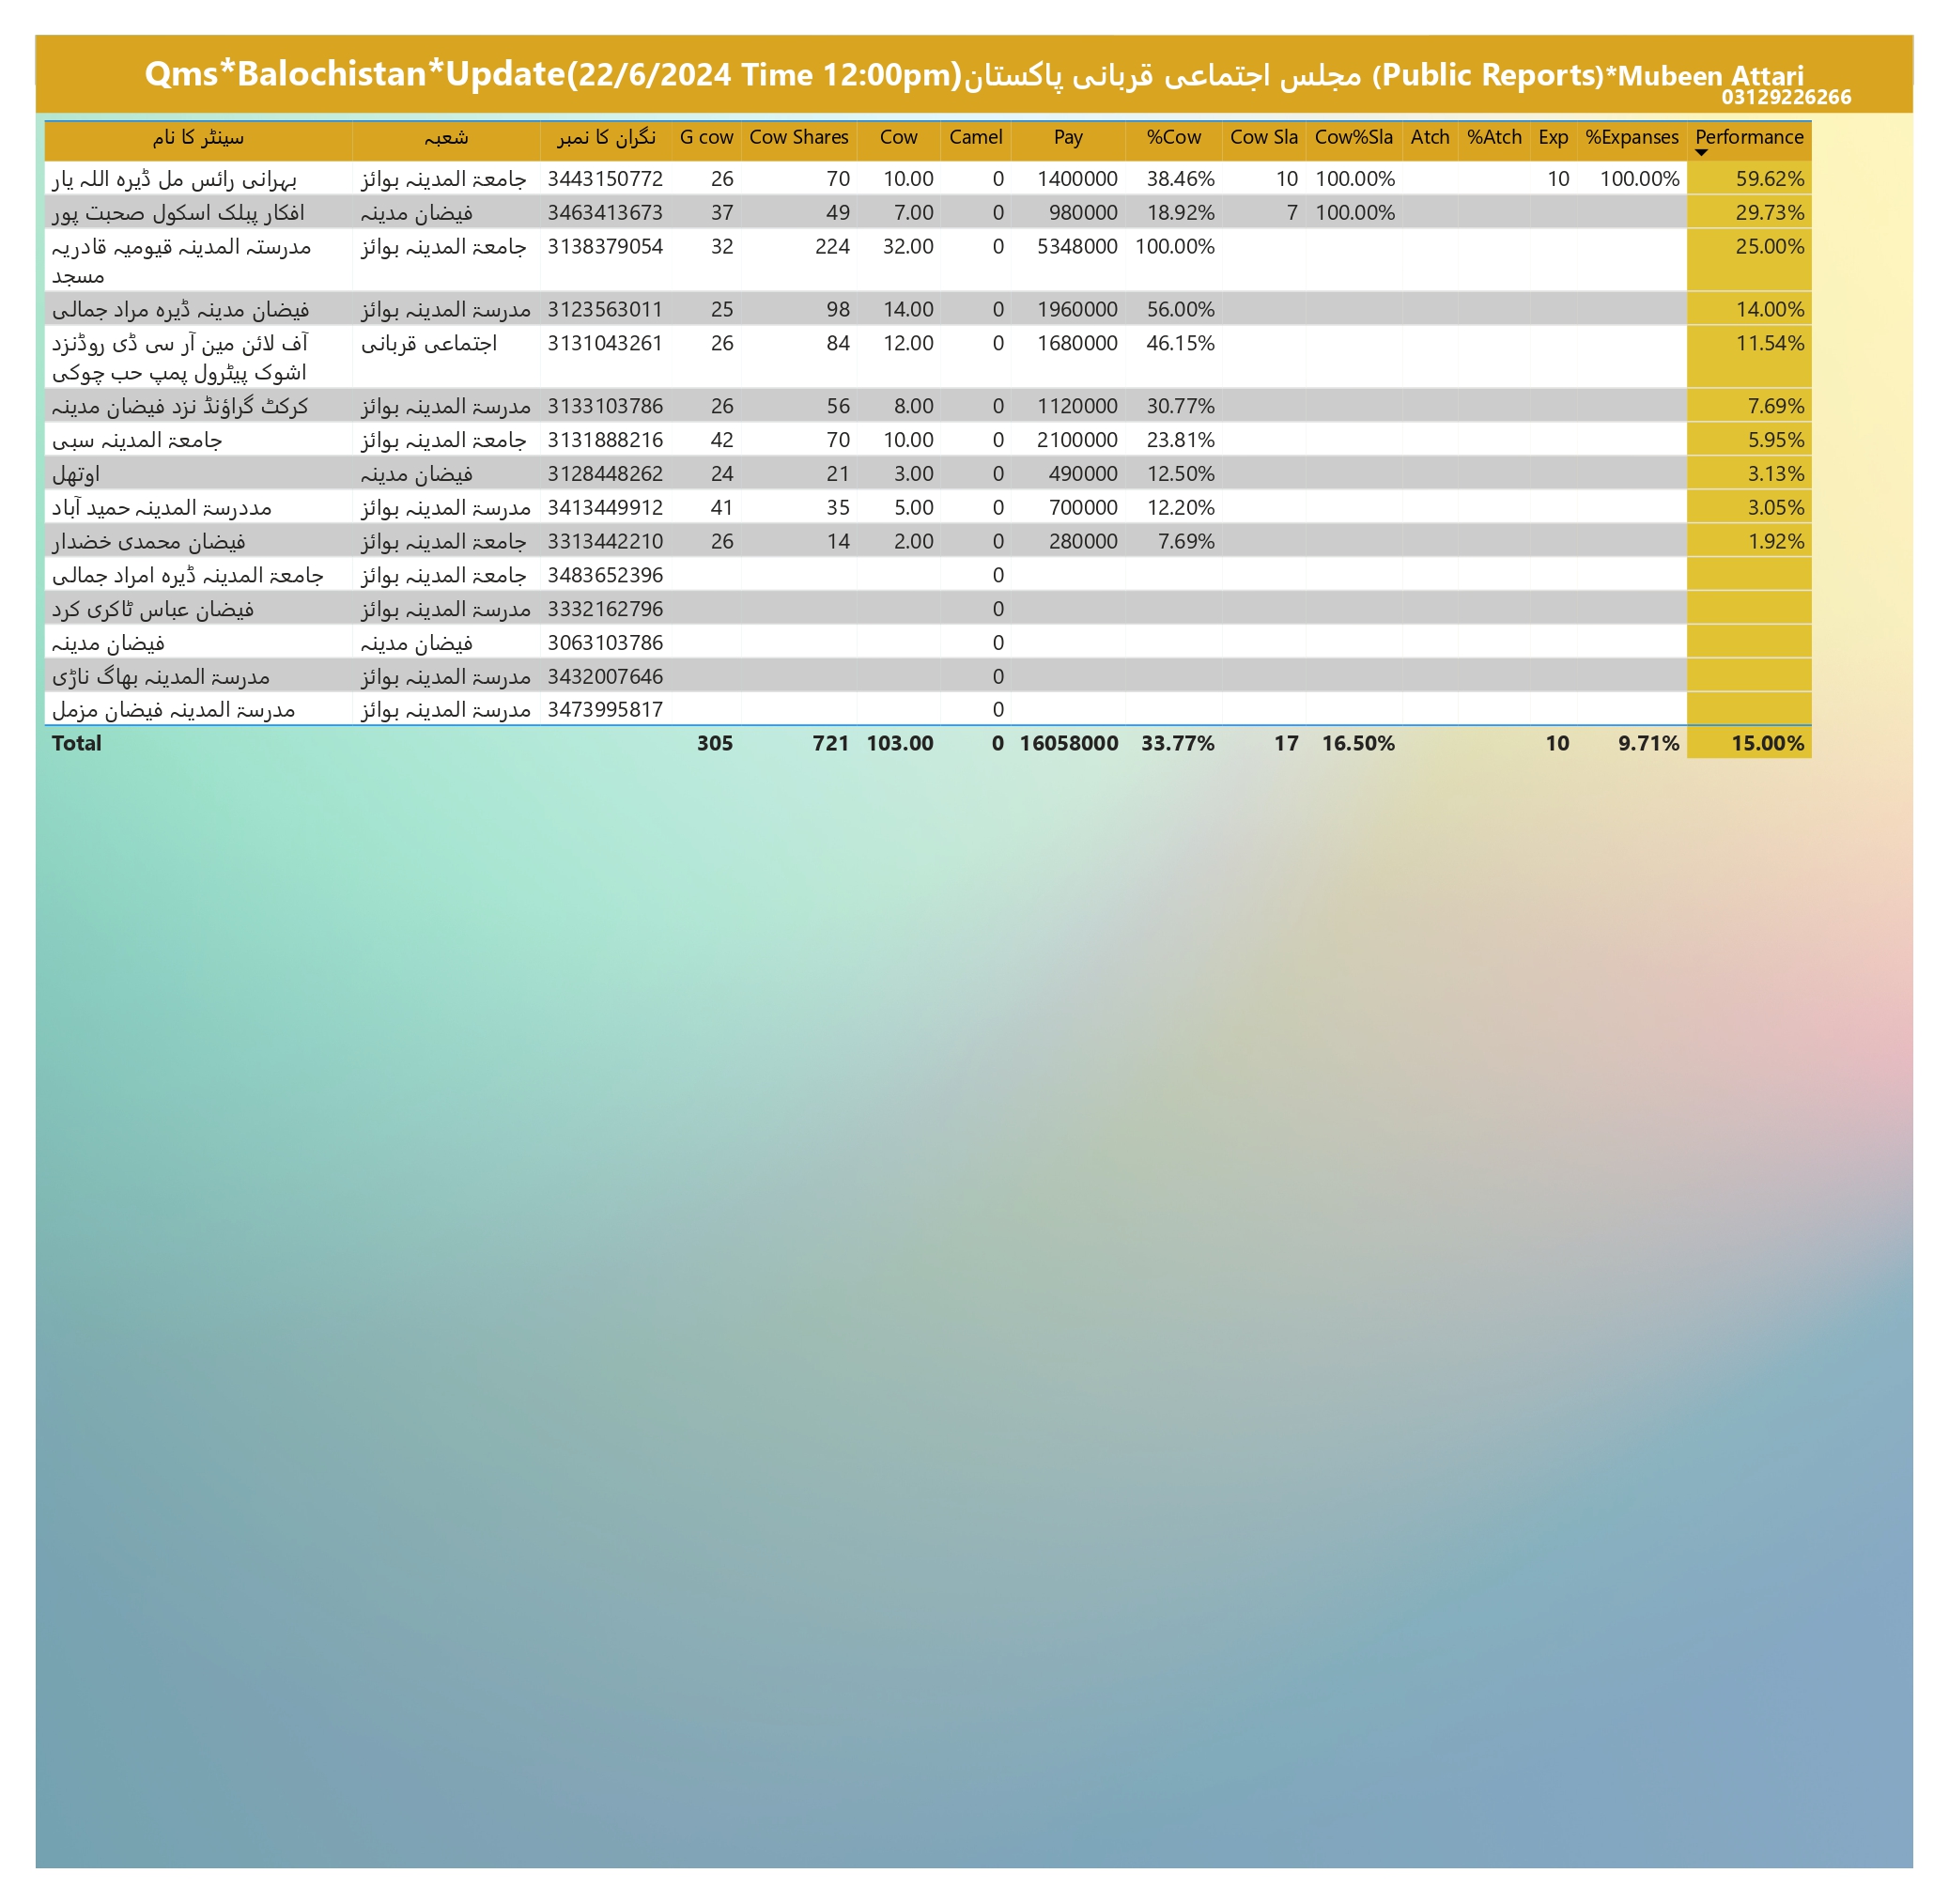 Qms*Balochistan*Update(22/6/2024 Time 12:00pm)مجلس اجتماعی قربانی پاکستان (Public Reports)*Mubeen Attari
03129226266
سینٹر کا نام شعبہ نگران کا نمبر G cow Cow Shares Cow Camel Pay %Cow Cow Sla Cow%Sla Atch %Atch Exp %Expanses Performance
بہرانی رائس مل ڈیرہ اللہ یار جامعۃ المدینہ بوائز 3443150772 26 70 10.00 0 1400000 38.46% 10 100.00% 10 100.00% 59.62%
افکار پبلک اسکول صحبت پور فیضان مدینہ 3463413673 37 49 7.00 0 980000 18.92% 7 100.00% 29.73%
مدرستہ المدینہ قیومیہ قادریہ جامعۃ المدینہ بوائز 3138379054 32 224 32.00 0 5348000 100.00% 25.00%
مسجد
فیضان مدینہ ڈیرہ مراد جمالی مدرسۃ المدینہ بوائز 3123563011 25 98 14.00 0 1960000 56.00% 14.00%
آف لائن مین آر سی ڈی روڈنزد اجتماعی قربانی 3131043261 26 84 12.00 0 1680000 46.15% 11.54%
اشوک پیٹرول پمپ حب چوکی
کرکٹ گراؤنڈ نزد فیضان مدینہ مدرسۃ المدینہ بوائز 3133103786 26 56 8.00 0 1120000 30.77% 7.69%
جامعۃ المدینہ سبی جامعۃ المدینہ بوائز 3131888216 42 70 10.00 0 2100000 23.81% 5.95%
اوتھل فیضان مدینہ 3128448262 24 21 3.00 0 490000 12.50% 3.13%
مددرسۃ المدینہ حمید آباد مدرسۃ المدینہ بوائز 3413449912 41 35 5.00 0 700000 12.20% 3.05%
فیضان محمدی خضدار جامعۃ المدینہ بوائز 3313442210 26 14 2.00 0 280000 7.69% 1.92%
جامعۃ المدینہ ڈیرہ امراد جمالی جامعۃ المدینہ بوائز 3483652396 0
فیضان عباس ٹاکری کرد مدرسۃ المدینہ بوائز 3332162796 0
فیضان مدینہ فیضان مدینہ 3063103786 0
مدرسۃ المدینہ بھاگ ناڑی مدرسۃ المدینہ بوائز 3432007646 0
مدرسۃ المدینہ فیضان مزمل مدرسۃ المدینہ بوائز 3473995817 0
Total 305 721 103.00 0 16058000 33.77% 17 16.50% 10 9.71% 15.00%